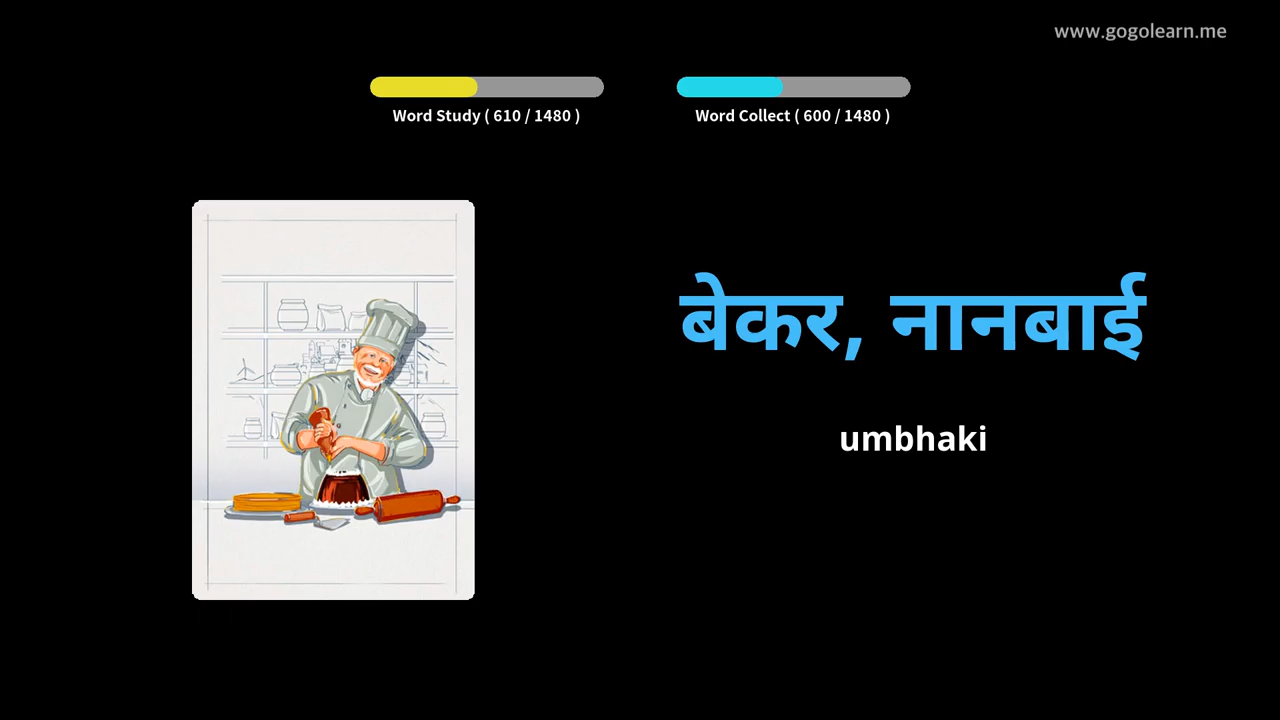 www.gogolearn.me
Word Study ( 610 / 1480 )
Word Collect ( 600 / 1480 )
बेकर, नानबाई
umbhaki